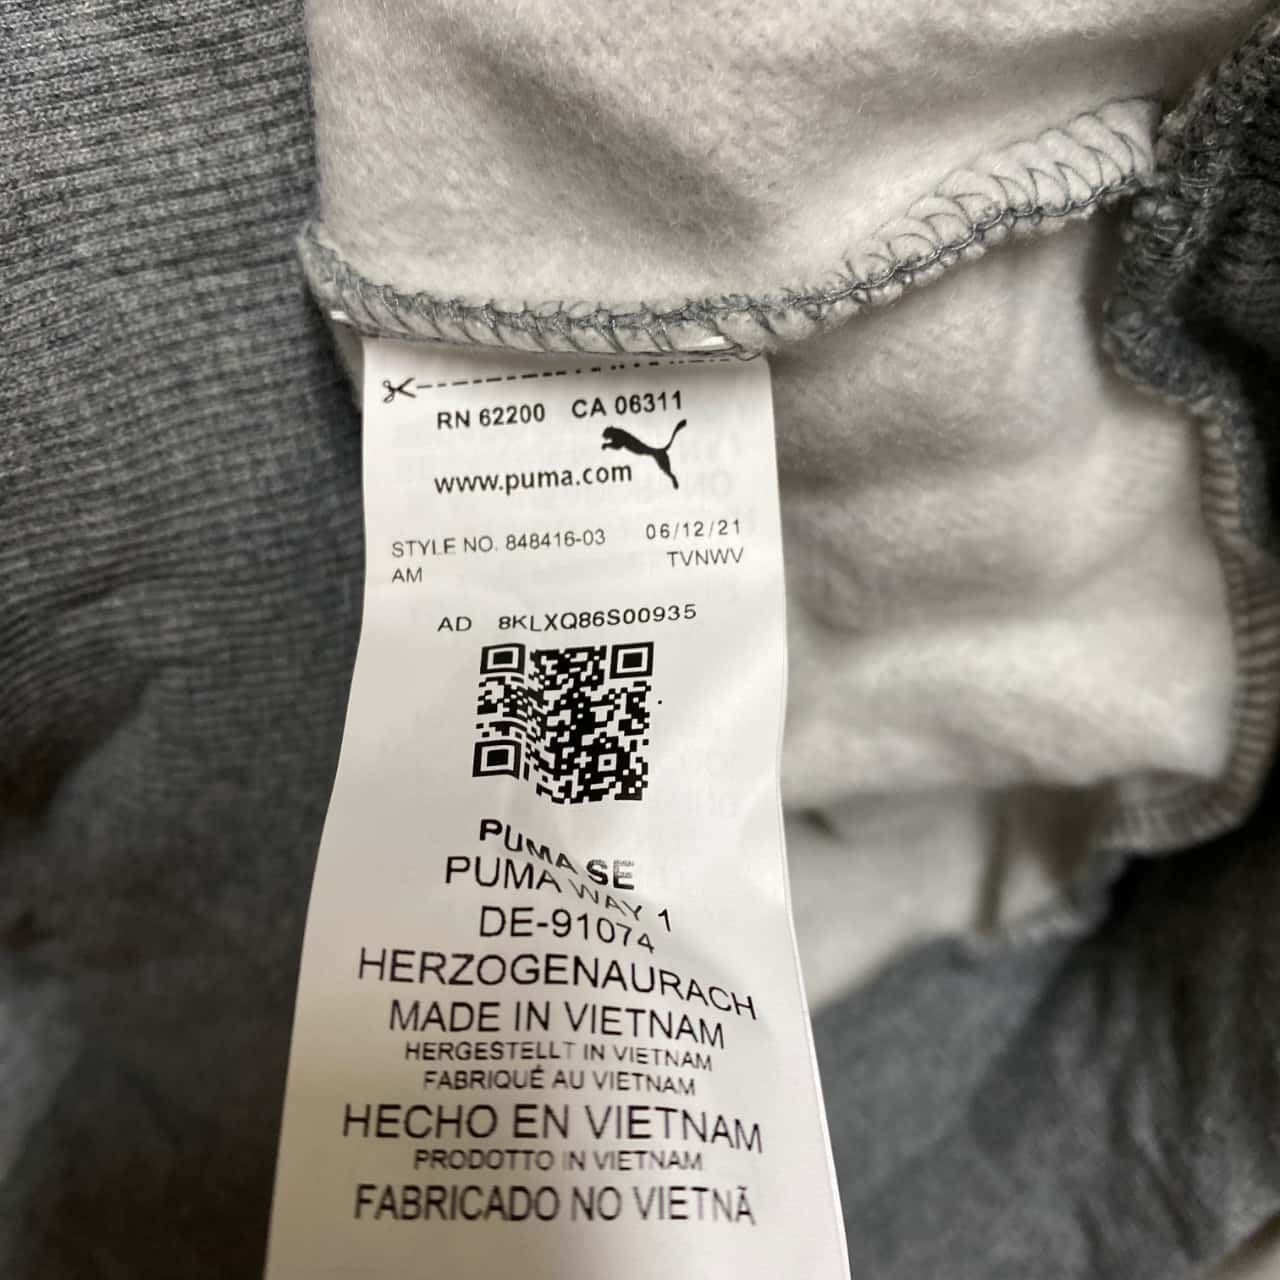 RN 62200 CA 06311
www.puma.com
STYLE NO. 848416-03 06/12/21
AM TVNWV
AD 8KLXQ86S00935
PUMA SE
PUMA WAY 1
DE-91074
HERZOGENAURACH
MADE IN VIETNAM
HERGESTELLT IN VIETNAM
FABRIQUÉ AU VIETNAM
HECHO EN VIETNAM
PRODOTTO IN VIETNAM
FABRICADO NO VIETNÃ